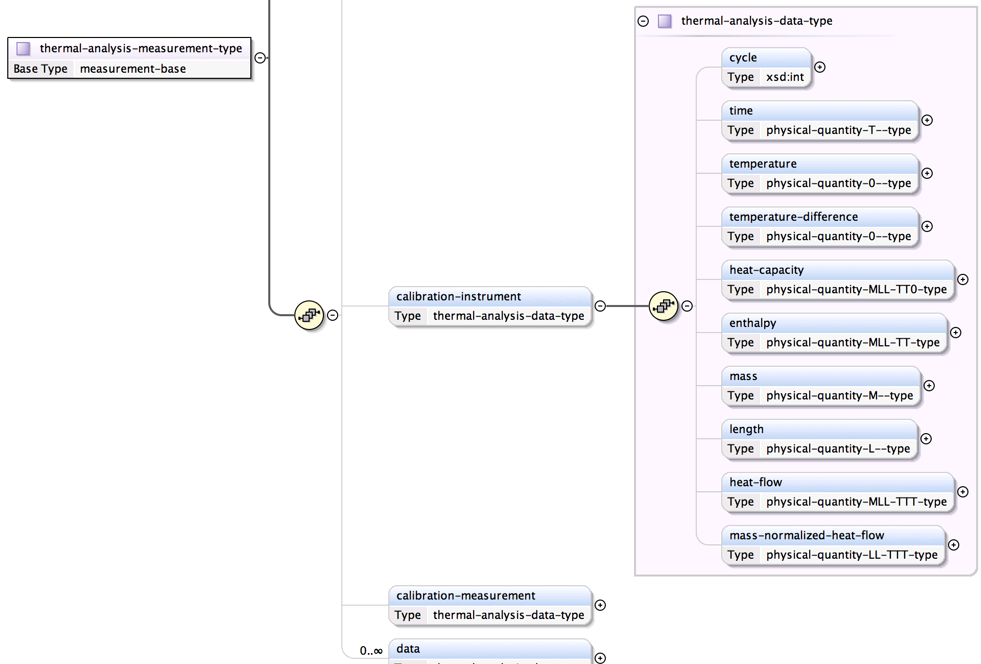 thermal-analysis-measurement-type
Base Type measurement-base
thermal-analysis-data-type
cycle
Type xsd:int
time
Type physical-quantity-T--type
temperature
Type physical-quantity-0--type
temperature-difference
Type physical-quantity-0--type
heat-capacity
Type physical-quantity-MLL-TT0-type
enthalpy
Type physical-quantity-MLL-TT-type
mass
Type physical-quantity-M--type
length
Type physical-quantity-L--type
heat-flow
Type physical-quantity-MLL-TTT-type
mass-normalized-heat-flow
Type physical-quantity-LL-TTT-type
calibration-instrument
Type thermal-analysis-data-type
calibration-measurement
Type thermal-analysis-data-type
0..∞ data